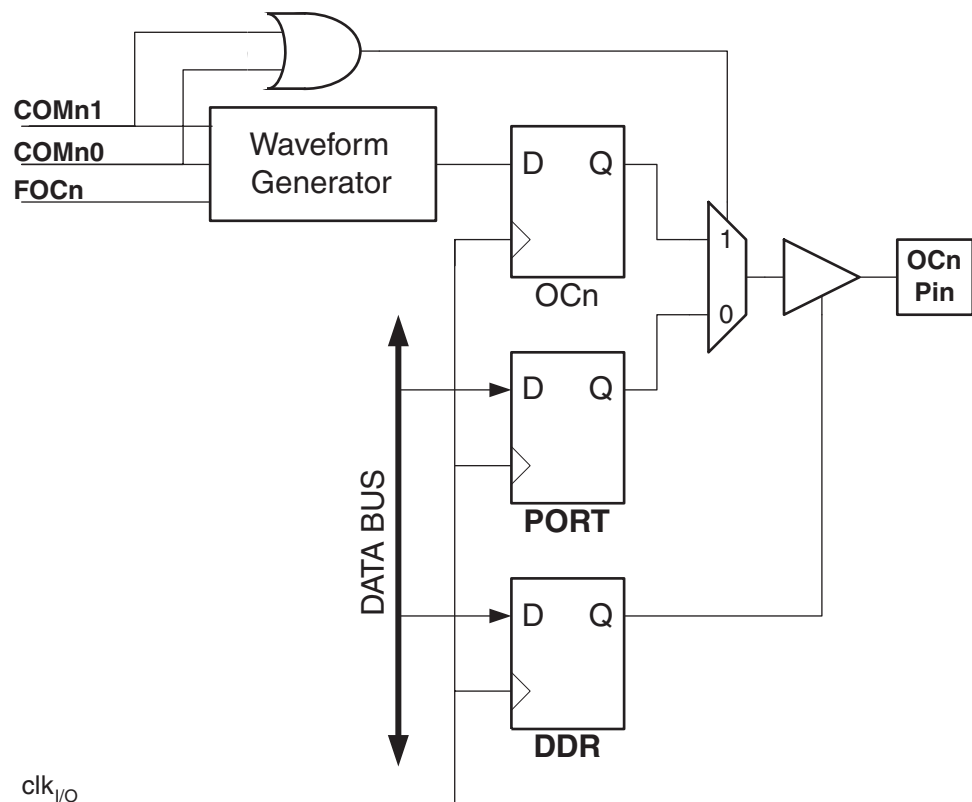 COMn1
COMn0
FOCn
Waveform
Generator
D Q
OCn
1
0
OCn
Pin
D Q
PORT
DATA BUS
D Q
DDR
clkI/O